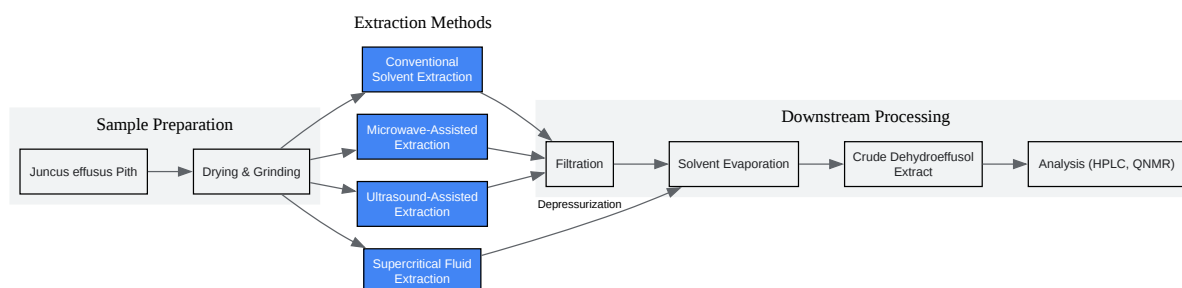 Extraction Methods
Conventional
Solvent Extraction
Sample Preparation
Juncus effusus Pith
Drying & Grinding
Microwave-Assisted
Extraction
Ultrasound-Assisted
Extraction
Supercritical Fluid
Extraction
Downstream Processing
Filtration
Depressurization
Solvent Evaporation
Crude Dehydroeffusol
Extract
Analysis (HPLC, QNMR)